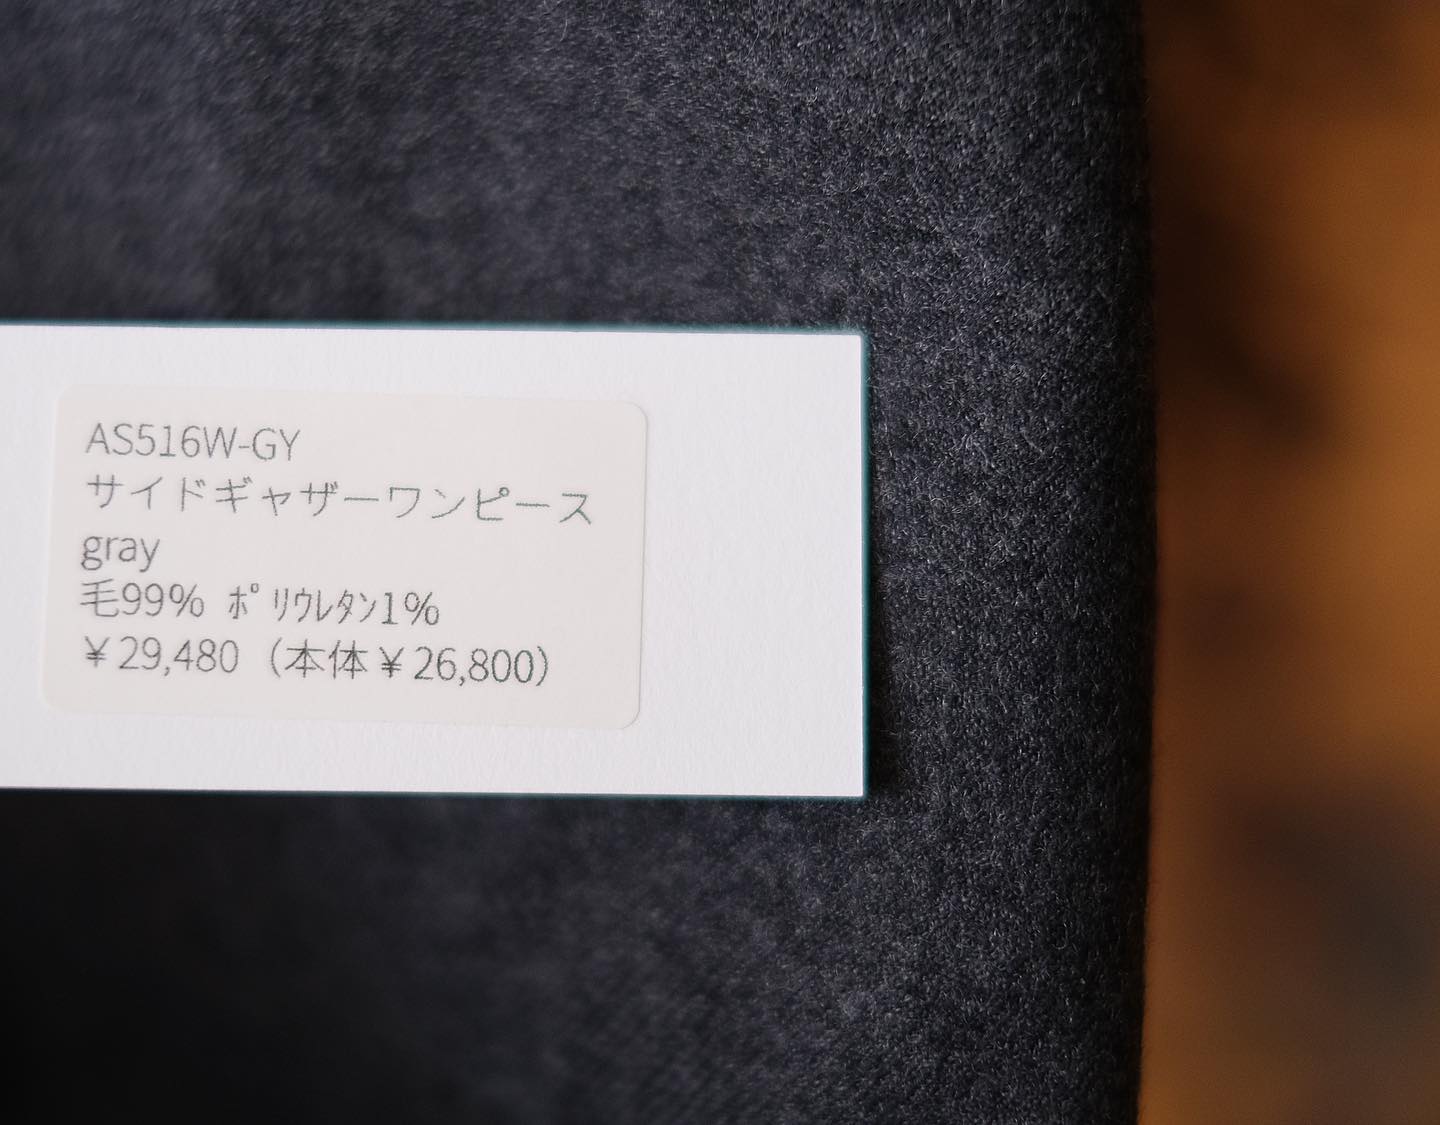 AS516W-GY
サイドギャザーワンピース
gray
毛99% ﾎﾟﾘｳﾚﾀﾝ1%
￥29,480（本体￥26,800）